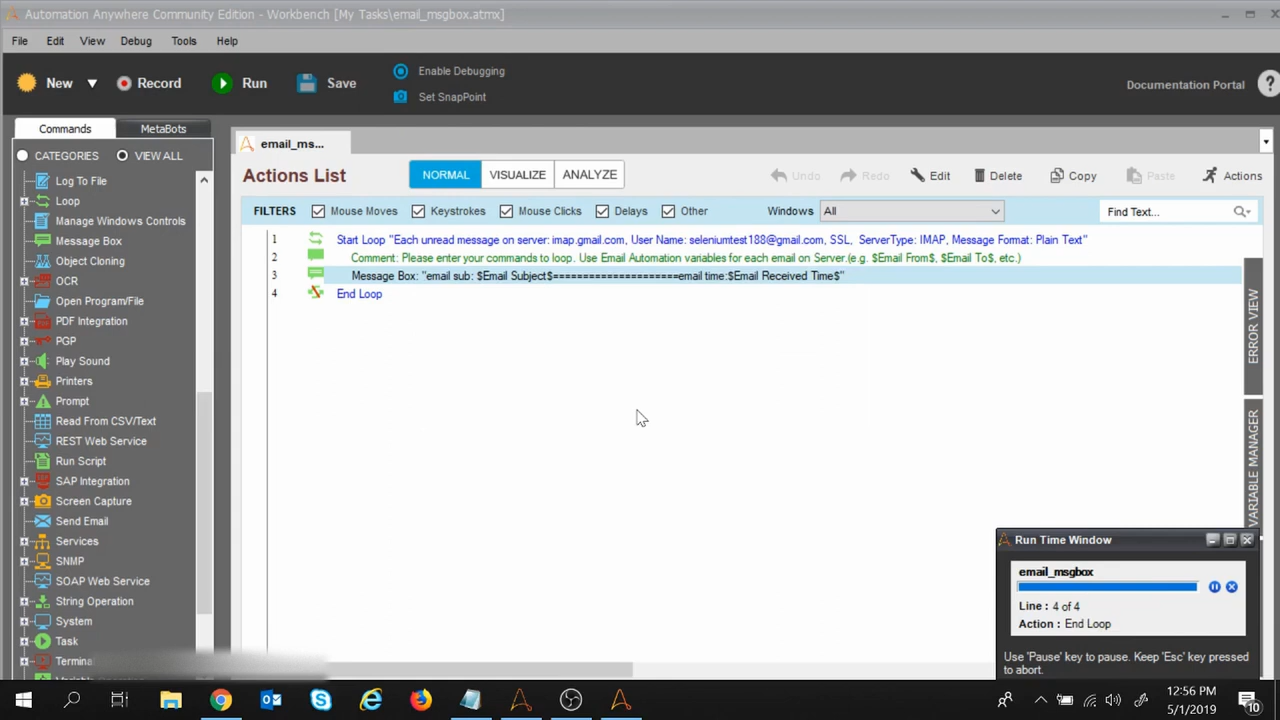 Automation Anywhere Community Edition - Workbench [My Tasks\email_msgbox.atmx]
File Edit View Debug Tools Help
New Record Run Save
Enable Debugging
Set SnapPoint
Documentation Portal ?
Commands MetaBots
CATEGORIES VIEW ALL
Log To File
Loop
Manage Windows Controls
Message Box
Object Cloning
OCR
Open Program/File
PDF Integration
PGP
Play Sound
Printers
Prompt
Read From CSV/Text
REST Web Service
Run Script
SAP Integration
Screen Capture
Send Email
Services
SNMP
SOAP Web Service
String Operation
System
Task
email_ms...
Actions List NORMAL VISUALIZE ANALYZE Undo Redo Edit Delete Copy Paste Actions
FILTERS Mouse Moves Keystrokes Mouse Clicks Delays Other Windows All Find Text...
1 Start Loop "Each unread message on server: imap.gmail.com, User Name: seleniumtest188@gmail.com, SSL, ServerType: IMAP, Message Format: Plain Text"
2 Comment: Please enter your commands to loop. Use Email Automation variables for each email on Server.(e.g. $Email From$, $Email To$, etc.)
3 Message Box: "email sub: $Email Subject$=====================email time:$Email Received Time$"
4 End Loop
ERROR VIEW
VARIABLE MANAGER
Run Time Window
email_msgbox
Line : 4 of 4
Action : End Loop
Use 'Pause' key to pause. Keep 'Esc' key pressed
to abort.
12:56 PM
5/1/2019
10